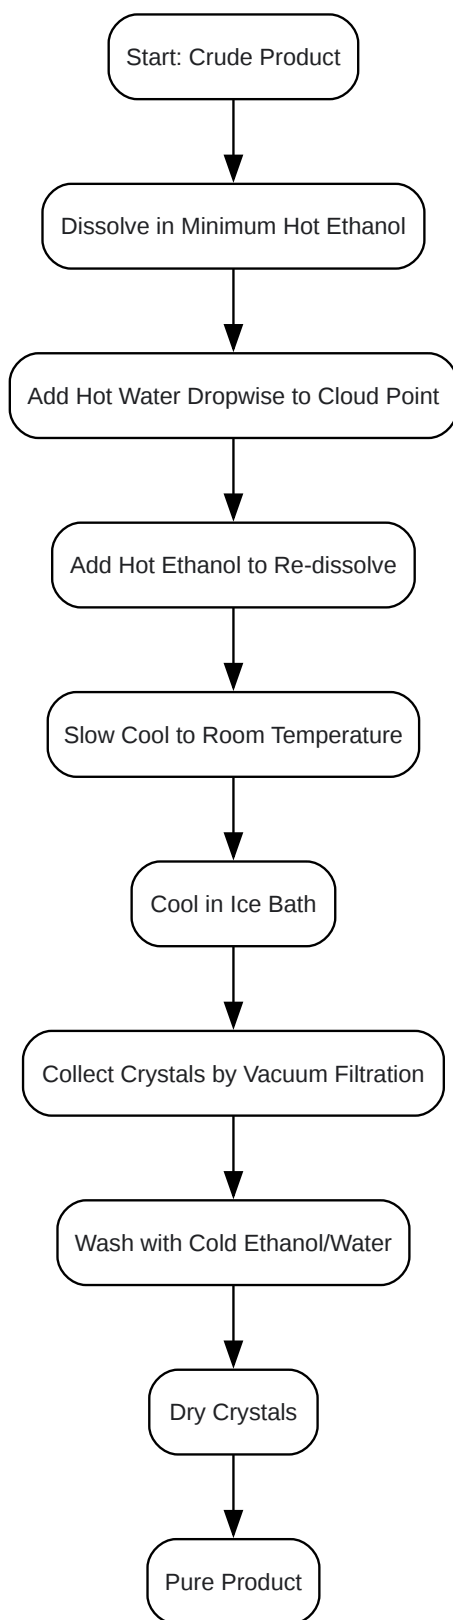 Start: Crude Product
Dissolve in Minimum Hot Ethanol
Add Hot Water Dropwise to Cloud Point
Add Hot Ethanol to Re-dissolve
Slow Cool to Room Temperature
Cool in Ice Bath
Collect Crystals by Vacuum Filtration
Wash with Cold Ethanol/Water
Dry Crystals
Pure Product